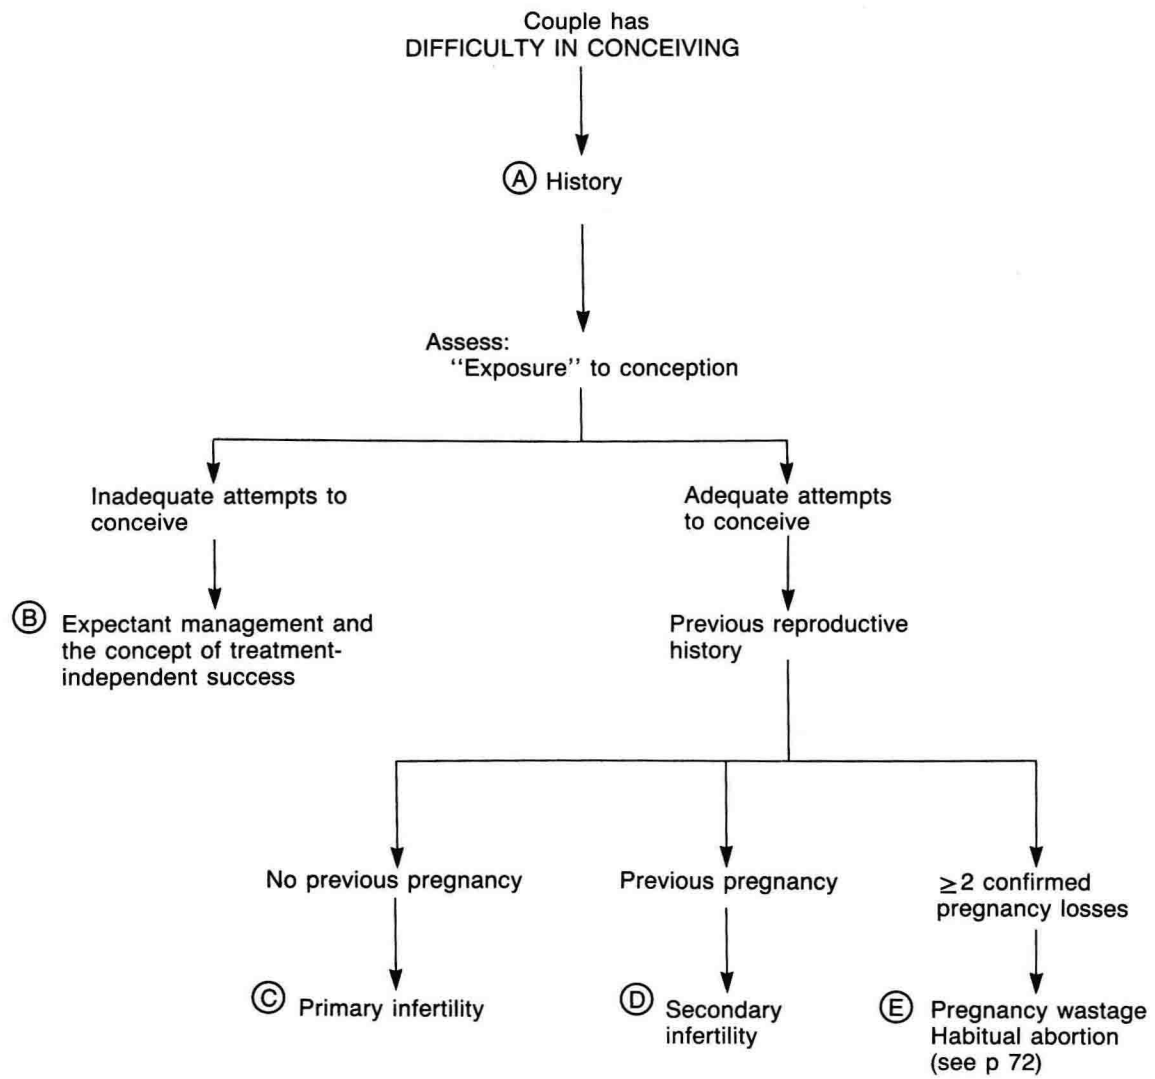 Couple has
DIFFICULTY IN CONCEIVING
A History
Assess:
"Exposure" to conception
Inadequate attempts to
conceive
Adequate attempts
to conceive
B Expectant management and
the concept of treatment-
independent success
Previous reproductive
history
No previous pregnancy
Previous pregnancy
≥2 confirmed
pregnancy losses
C Primary infertility
D Secondary
infertility
E Pregnancy wastage
Habitual abortion
(see p 72)